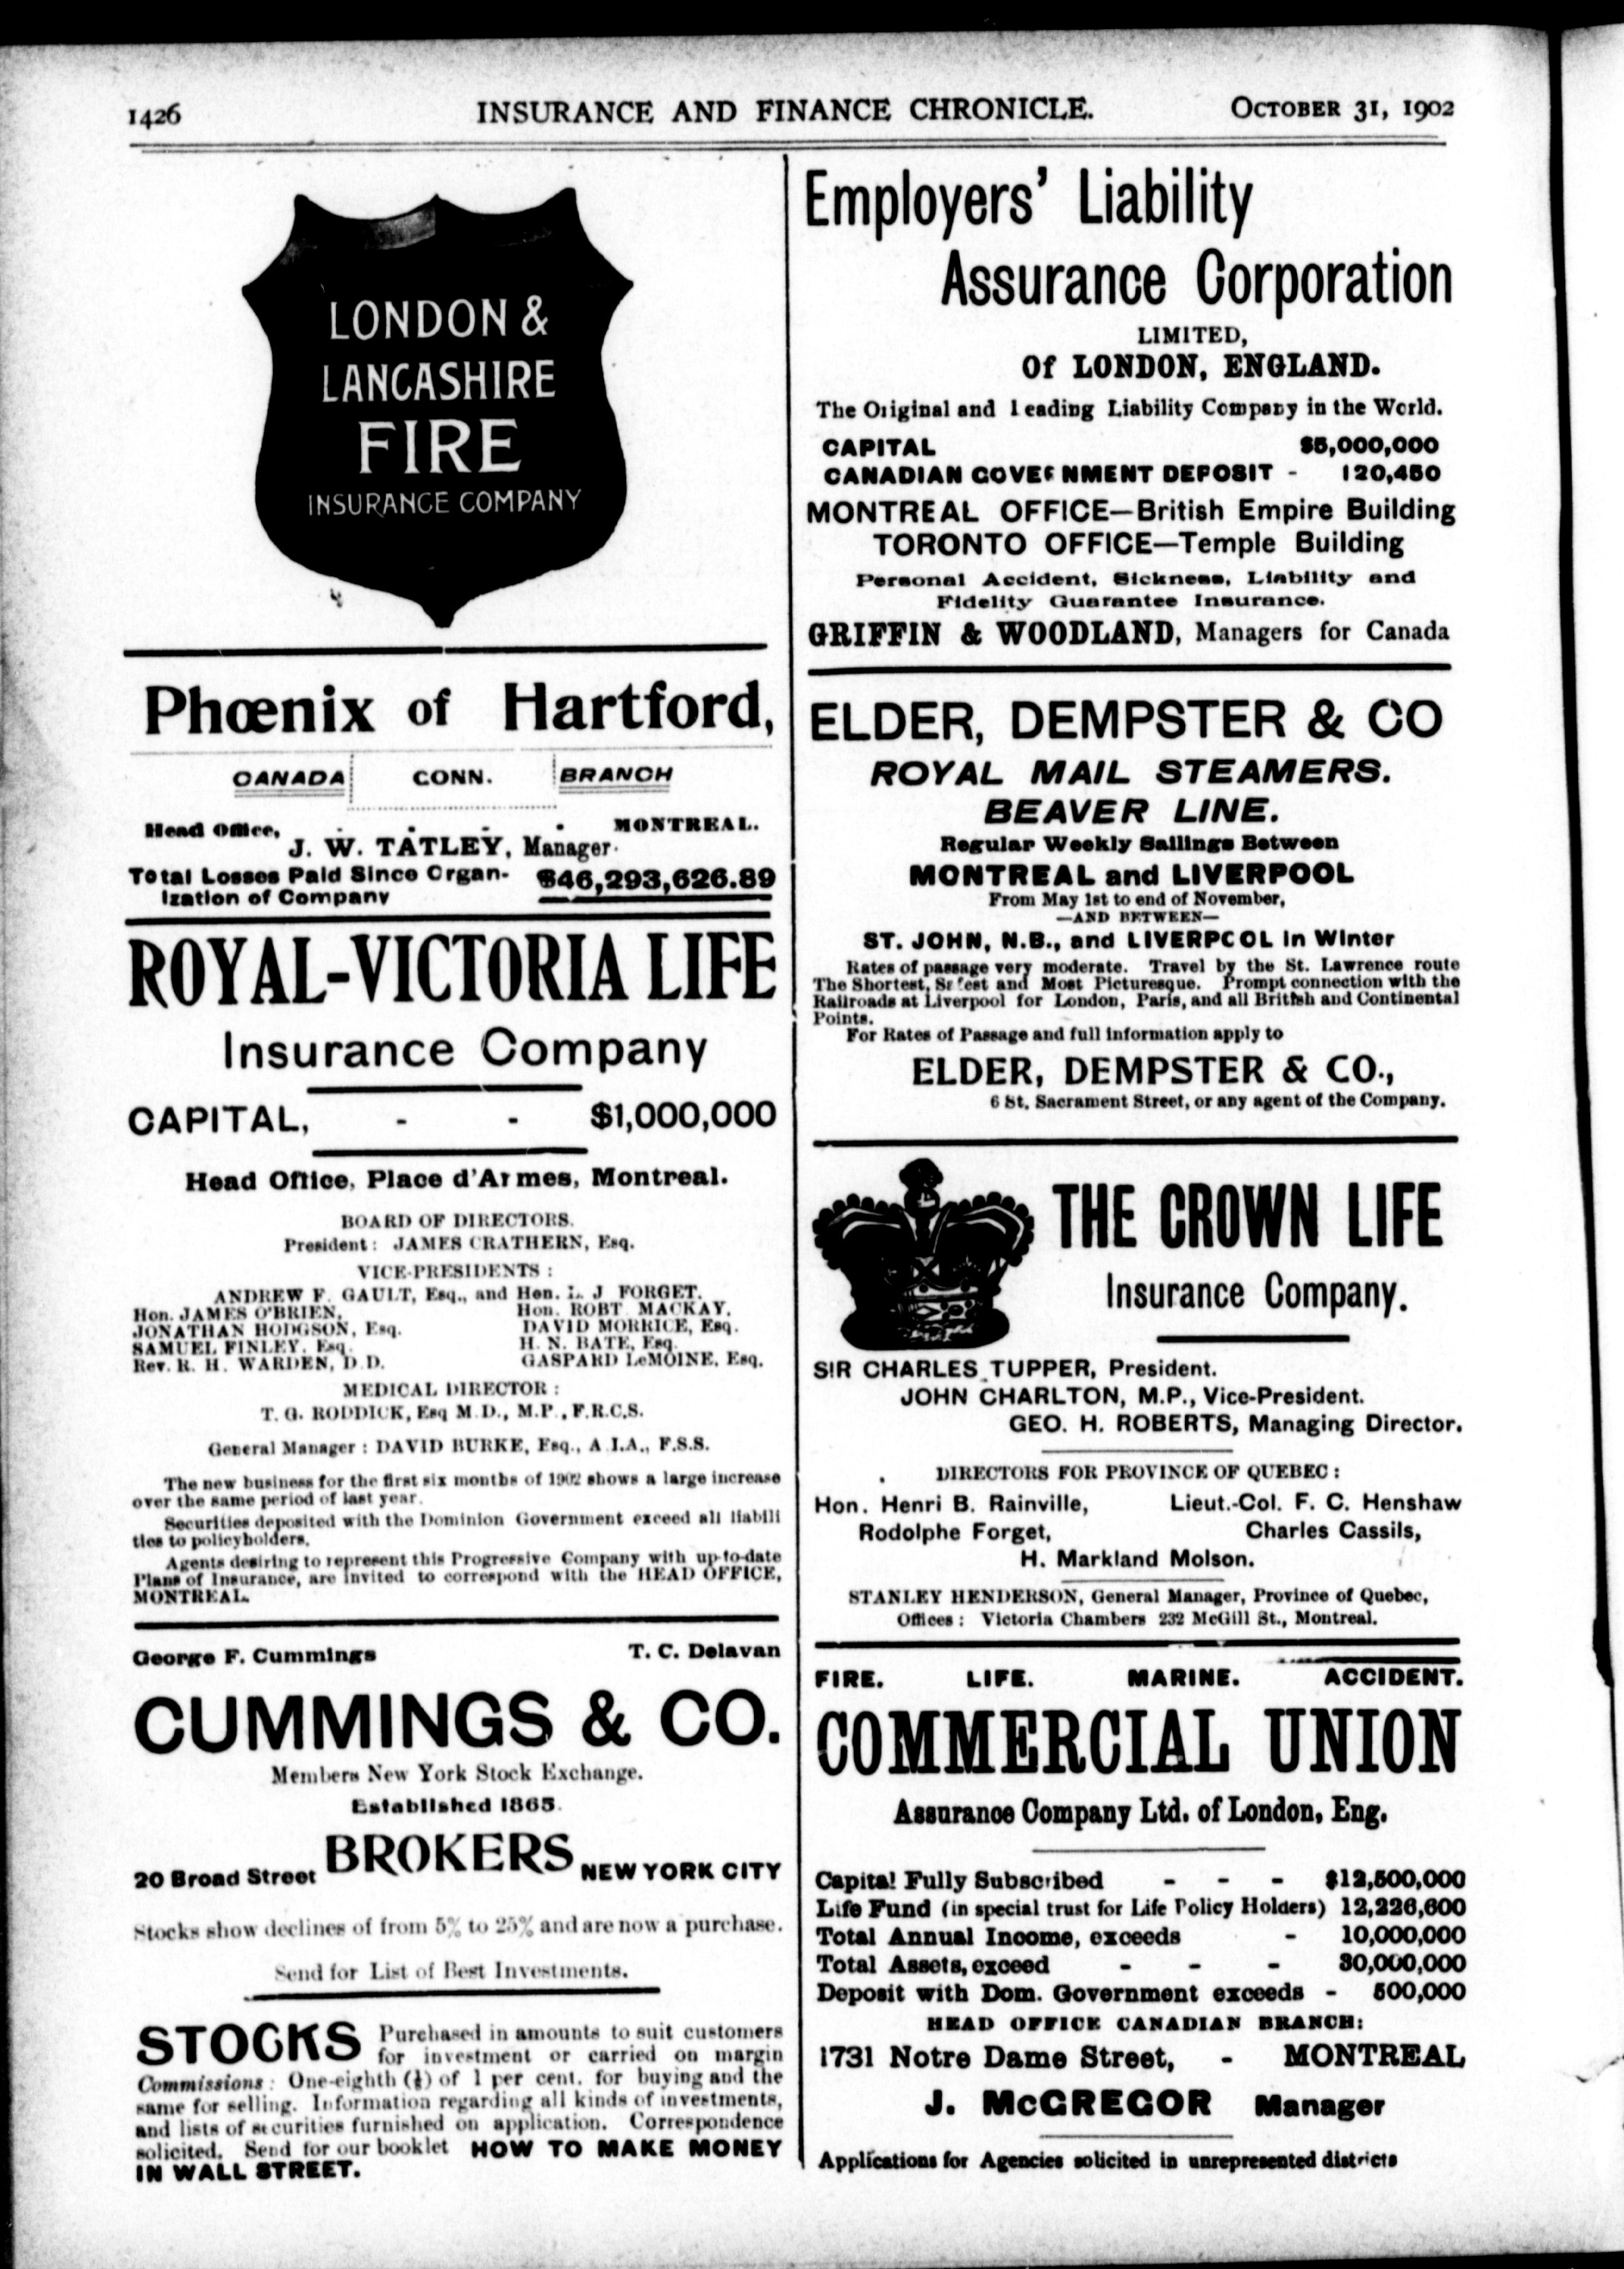 1426 INSURANCE AND FINANCE CHRONICLE. OCTOBER 31, 1902
LONDON &
LANCASHIRE
FIRE
INSURANCE COMPANY
Phœnix of Hartford,
CANADA CONN. BRANCH
Head Office, - - - - MONTREAL.
J. W. TATLEY, Manager.
Total Losses Paid Since Organ- $46,293,626.89
ization of Company
ROYAL-VICTORIA LIFE
Insurance Company
CAPITAL, - - $1,000,000
Head Office, Place d'Armes, Montreal.
BOARD OF DIRECTORS.
President: JAMES CRATHERN, Esq.
VICE-PRESIDENTS:
ANDREW F. GAULT, Esq., and Hon. L. J FORGET.
Hon. JAMES O'BRIEN, Hon. ROBT MACKAY.
JONATHAN HODGSON, Esq. DAVID MORRICE, Esq.
SAMUEL FINLEY, Esq. H. N. BATE, Esq.
Rev. R. H. WARDEN, D.D. GASPARD LeMOINE, Esq.
MEDICAL DIRECTOR:
T. G. RODDICK, Esq M.D., M.P., F.R.C.S.
General Manager: DAVID BURKE, Esq., A.I.A., F.S.S.
The new business for the first six months of 1902 shows a large increase
over the same period of last year.
Securities deposited with the Dominion Government exceed all liabili
ties to policyholders.
Agents desiring to represent this Progressive Company with up-to-date
Plans of Insurance, are invited to correspond with the HEAD OFFICE,
MONTREAL.
George F. Cummings T. C. Delavan
CUMMINGS & CO.
Members New York Stock Exchange.
Established 1865.
20 Broad Street BROKERS NEW YORK CITY
Stocks show declines of from 5% to 25% and are now a purchase.
Send for List of Best Investments.
STOCKS Purchased in amounts to suit customers
for investment or carried on margin
Commissions: One-eighth (⅛) of 1 per cent. for buying and the
same for selling. Information regarding all kinds of investments,
and lists of securities furnished on application. Correspondence
solicited. Send for our booklet HOW TO MAKE MONEY
IN WALL STREET.
Employers' Liability
Assurance Corporation
LIMITED,
Of LONDON, ENGLAND.
The Original and Leading Liability Company in the World.
CAPITAL $5,000,000
CANADIAN GOVERNMENT DEPOSIT - 120,450
MONTREAL OFFICE—British Empire Building
TORONTO OFFICE—Temple Building
Personal Accident, Sickness, Liability and
Fidelity Guarantee Insurance.
GRIFFIN & WOODLAND, Managers for Canada
ELDER, DEMPSTER & CO
ROYAL MAIL STEAMERS.
BEAVER LINE.
Regular Weekly Sailings Between
MONTREAL and LIVERPOOL
From May 1st to end of November,
—AND BETWEEN—
ST. JOHN, N.B., and LIVERPOOL in Winter
Rates of passage very moderate. Travel by the St. Lawrence route
The Shortest, Safest and Most Picturesque. Prompt connection with the
Railroads at Liverpool for London, Paris, and all British and Continental
Points.
For Rates of Passage and full information apply to
ELDER, DEMPSTER & CO.,
6 St. Sacrament Street, or any agent of the Company.
THE CROWN LIFE
Insurance Company.
SIR CHARLES TUPPER, President.
JOHN CHARLTON, M.P., Vice-President.
GEO. H. ROBERTS, Managing Director.
DIRECTORS FOR PROVINCE OF QUEBEC:
Hon. Henri B. Rainville, Lieut.-Col. F. C. Henshaw
Rodolphe Forget, Charles Cassils,
H. Markland Molson.
STANLEY HENDERSON, General Manager, Province of Quebec,
Offices: Victoria Chambers 232 McGill St., Montreal.
FIRE. LIFE. MARINE. ACCIDENT.
COMMERCIAL UNION
Assurance Company Ltd. of London, Eng.
Capital Fully Subscribed - - - $12,500,000
Life Fund (in special trust for Life Policy Holders) 12,226,600
Total Annual Income, exceeds - 10,000,000
Total Assets, exceed - - - 30,000,000
Deposit with Dom. Government exceeds - 500,000
HEAD OFFICE CANADIAN BRANCH:
1731 Notre Dame Street, - MONTREAL
J. McGREGOR Manager
Applications for Agencies solicited in unrepresented districts